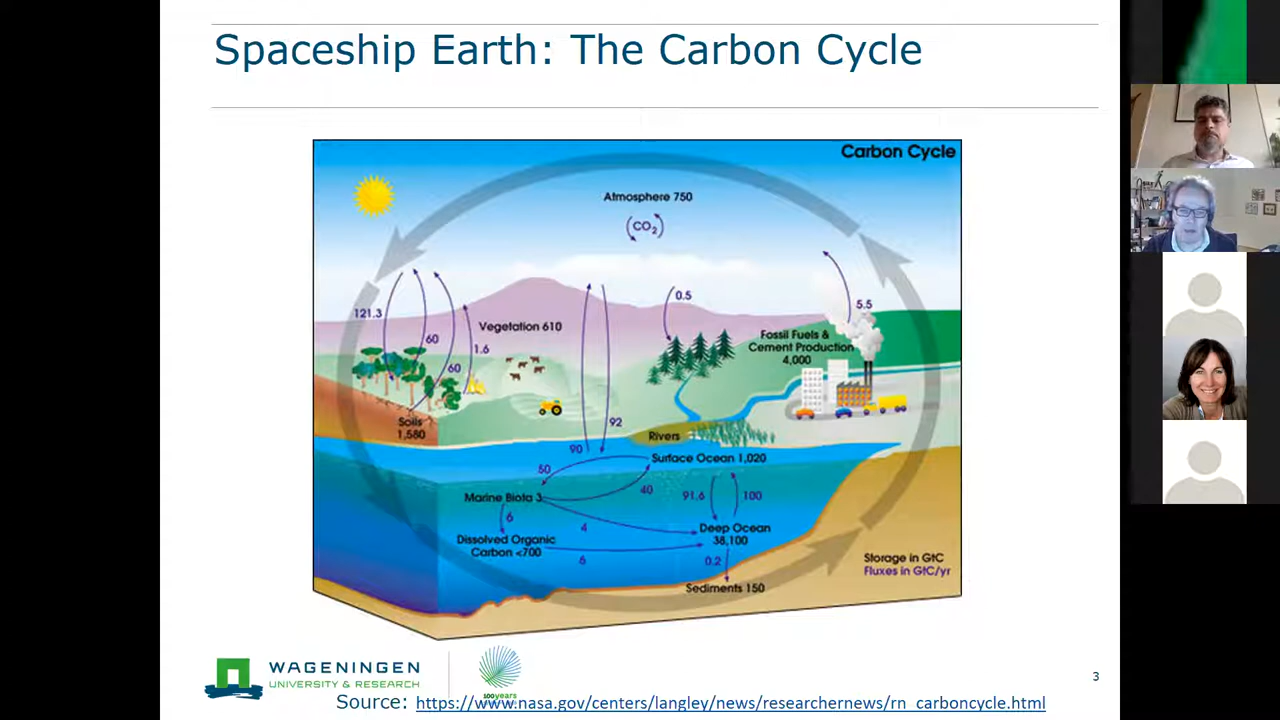 Spaceship Earth: The Carbon Cycle
Carbon Cycle
Atmosphere 750
(CO2)
121.3
60
60
1.6
Vegetation 610
0.5
5.5
Fossil Fuels &
Cement Production
4,000
Soils
1,580
90
92
Rivers
Surface Ocean 1,020
50
40
91.6
100
Marine Biota 3
6
4
Deep Ocean
38,100
Dissolved Organic
Carbon <700
6
0.2
Sediments 150
Storage in GtC
Fluxes in GtC/yr
WAGENINGEN
UNIVERSITY & RESEARCH
100years
3
Source: https://www.nasa.gov/centers/langley/news/researchernews/rn_carboncycle.html